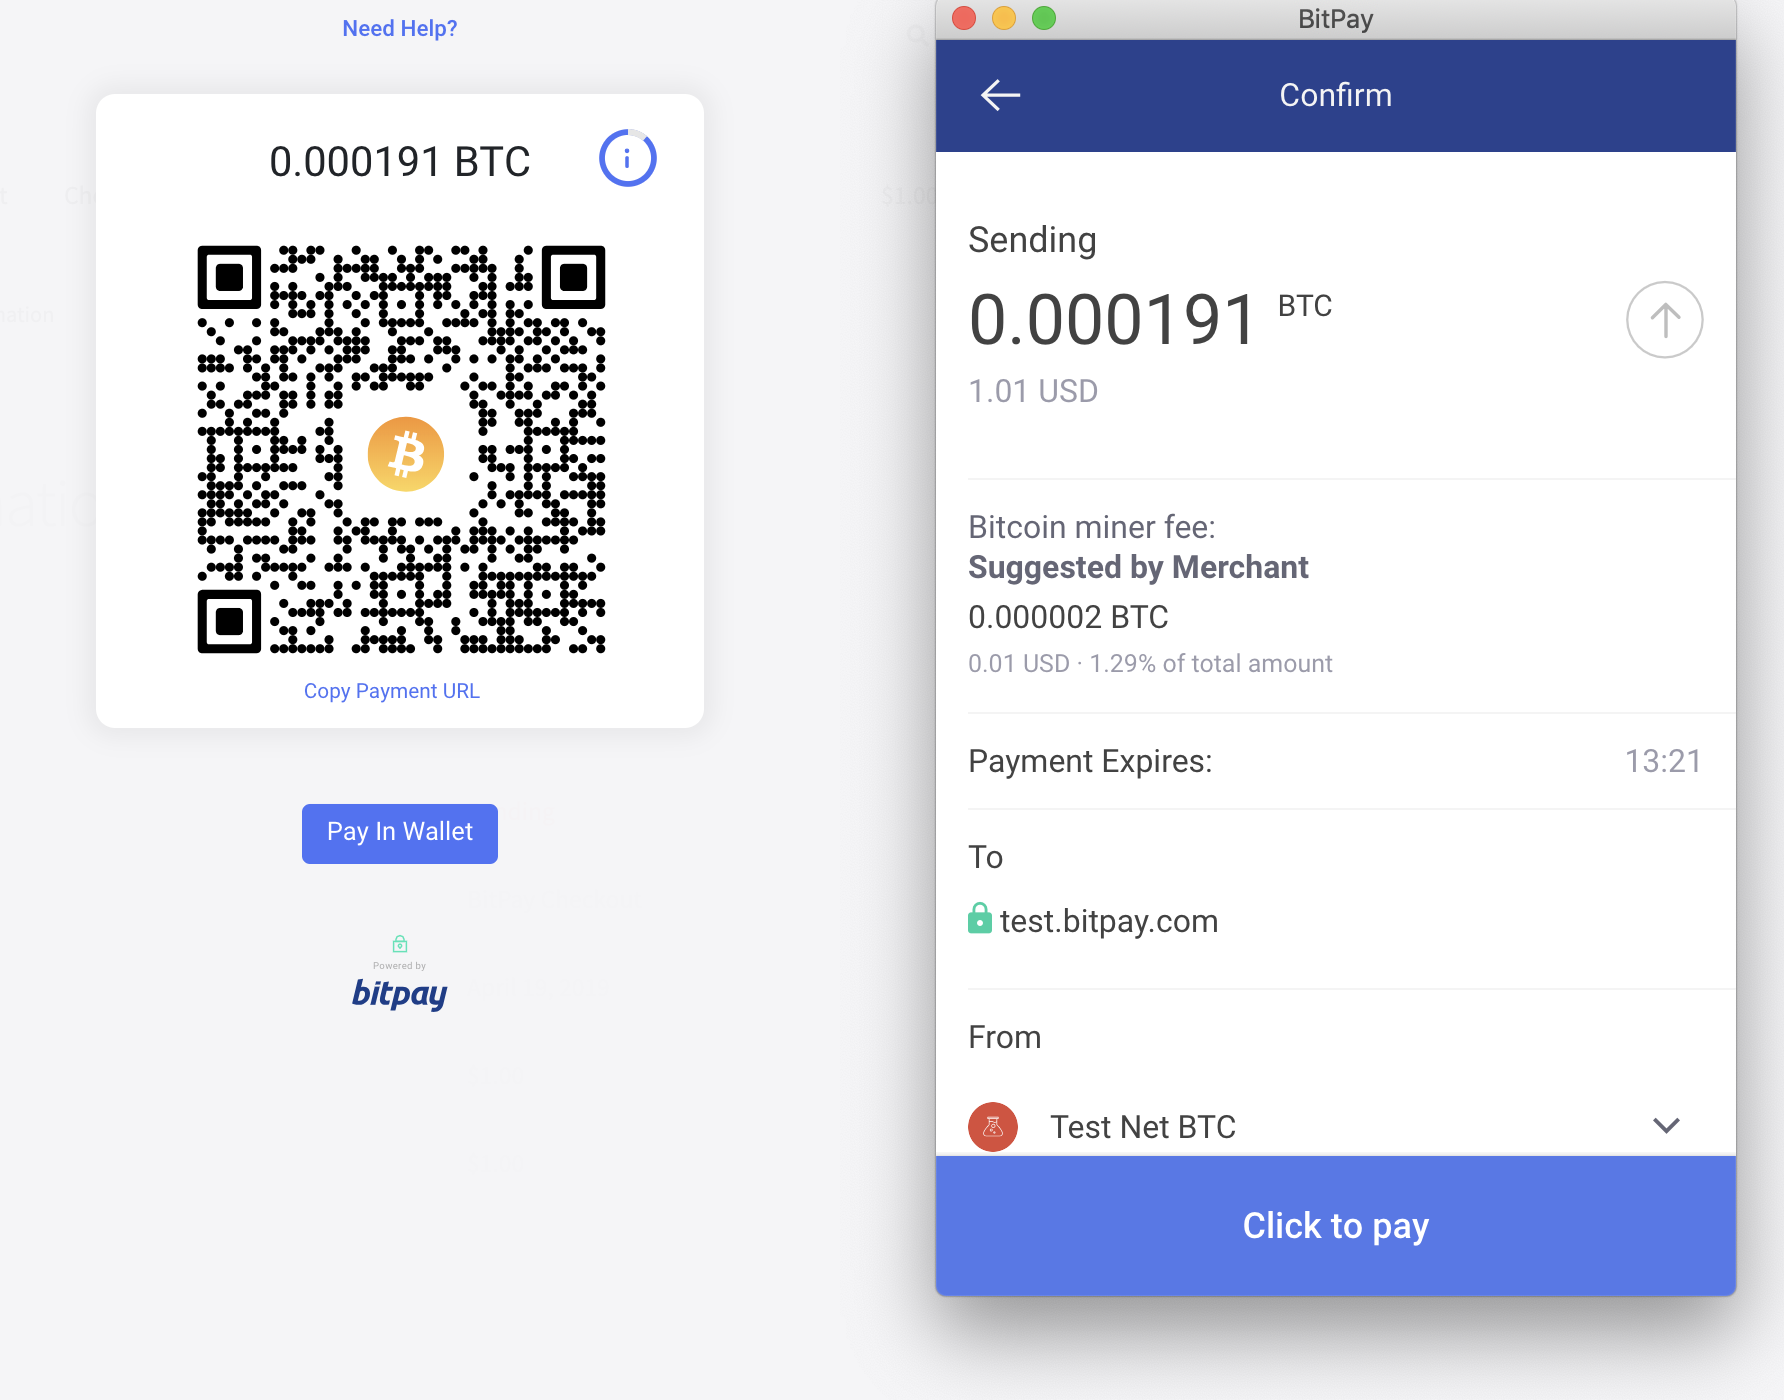 Need Help?
0.000191 BTC
Copy Payment URL
Pay In Wallet
Powered by
bitpay
$1.00
BitPay
Confirm
Sending
0.000191 BTC
1.01 USD
Bitcoin miner fee:
Suggested by Merchant
0.000002 BTC
0.01 USD · 1.29% of total amount
Payment Expires: 13:21
To
test.bitpay.com
From
Test Net BTC
Click to pay